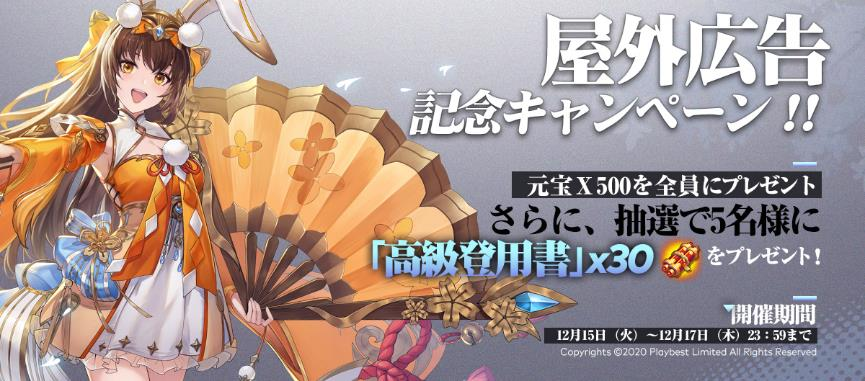 屋外広告
記念キャンペーン!!
元宝X500を全員にプレゼント
さらに、抽選で5名様に
「高級登用書」x30 をプレゼント!
開催期間
12月15日(火)~12月17日(木)23:59まで
Copyrights ©2020 Playbest Limited All Rights Reserved